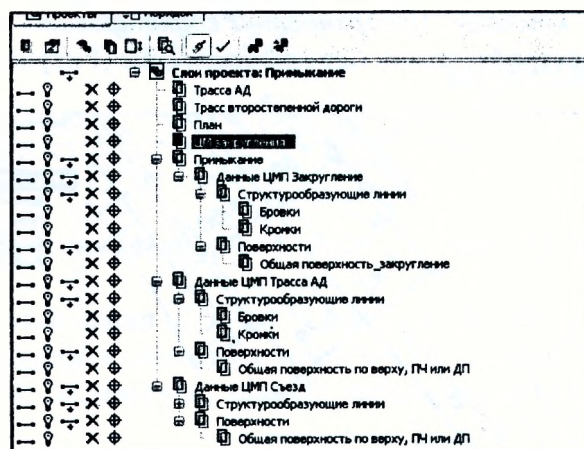 Проекты
Слои проекта: Примыкание
Трасса АД
Трасс второстепенной дороги
План
Примыкание
Данные ЦМП Закругление
Структурообразующие линии
Бровки
Кромки
Поверхности
Общая поверхность_закругление
Данные ЦМП Трасса АД
Структурообразующие линии
Бровки
Кромки
Поверхности
Общая поверхность по верху, ПЧ или ДП
Данные ЦМП Съезд
Структурообразующие линии
Поверхности
Общая поверхность по верху, ПЧ или ДП